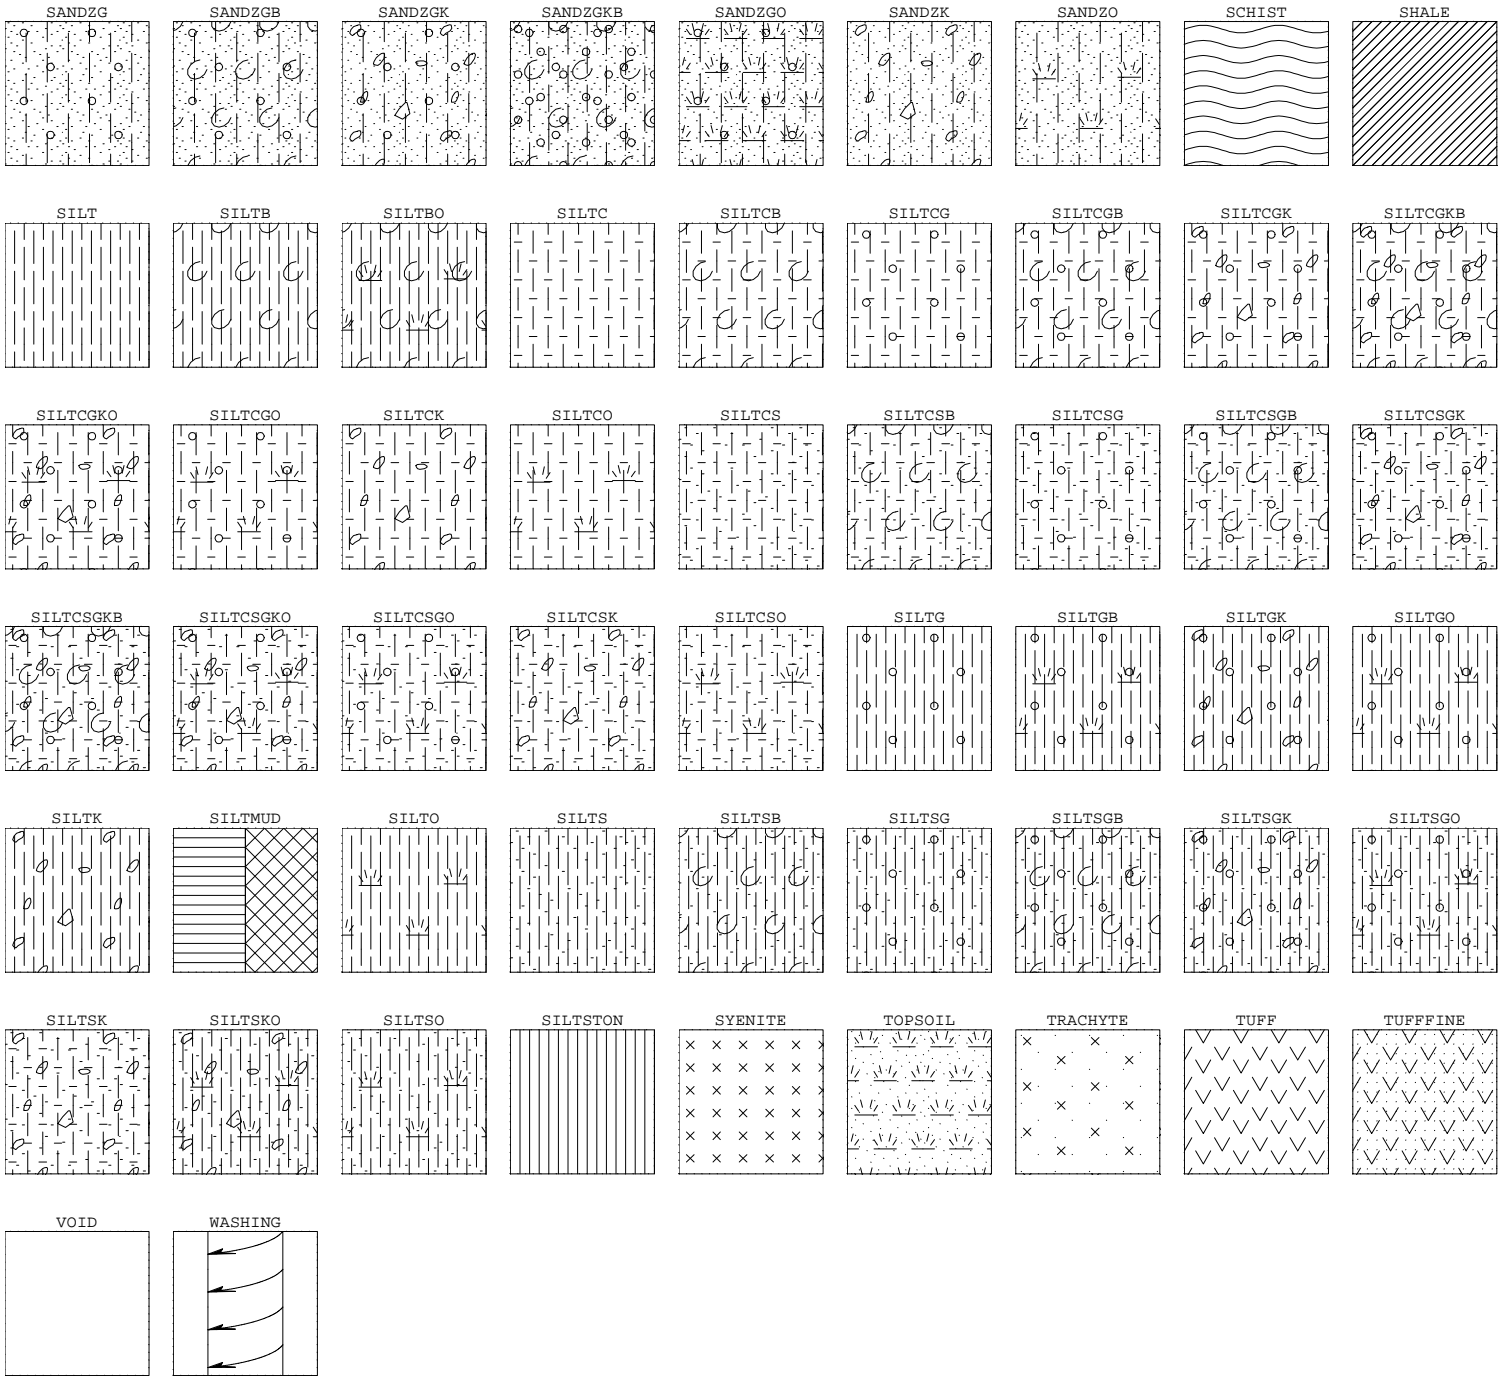 SANDZG SANDZGB SANDZGK SANDZGKB SANDZGO SANDZK SANDZO SCHIST SHALE
SILT SILTB SILTBO SILTC SILTCB SILTCG SILTCGB SILTCGK SILTCGKB
SILTCGKO SILTCGO SILTCK SILTCO SILTCS SILTCSB SILTCSG SILTCSGB SILTCSGK
SILTCSGKB SILTCSGKO SILTCSGO SILTCSK SILTCSO SILTG SILTGB SILTGK SILTGO
SILTK SILTMUD SILTO SILTS SILTSB SILTSG SILTSGB SILTSGK SILTSGO
SILTSK SILTSKO SILTSO SILTSTON SYENITE TOPSOIL TRACHYTE TUFF TUFFFINE
VOID WASHING